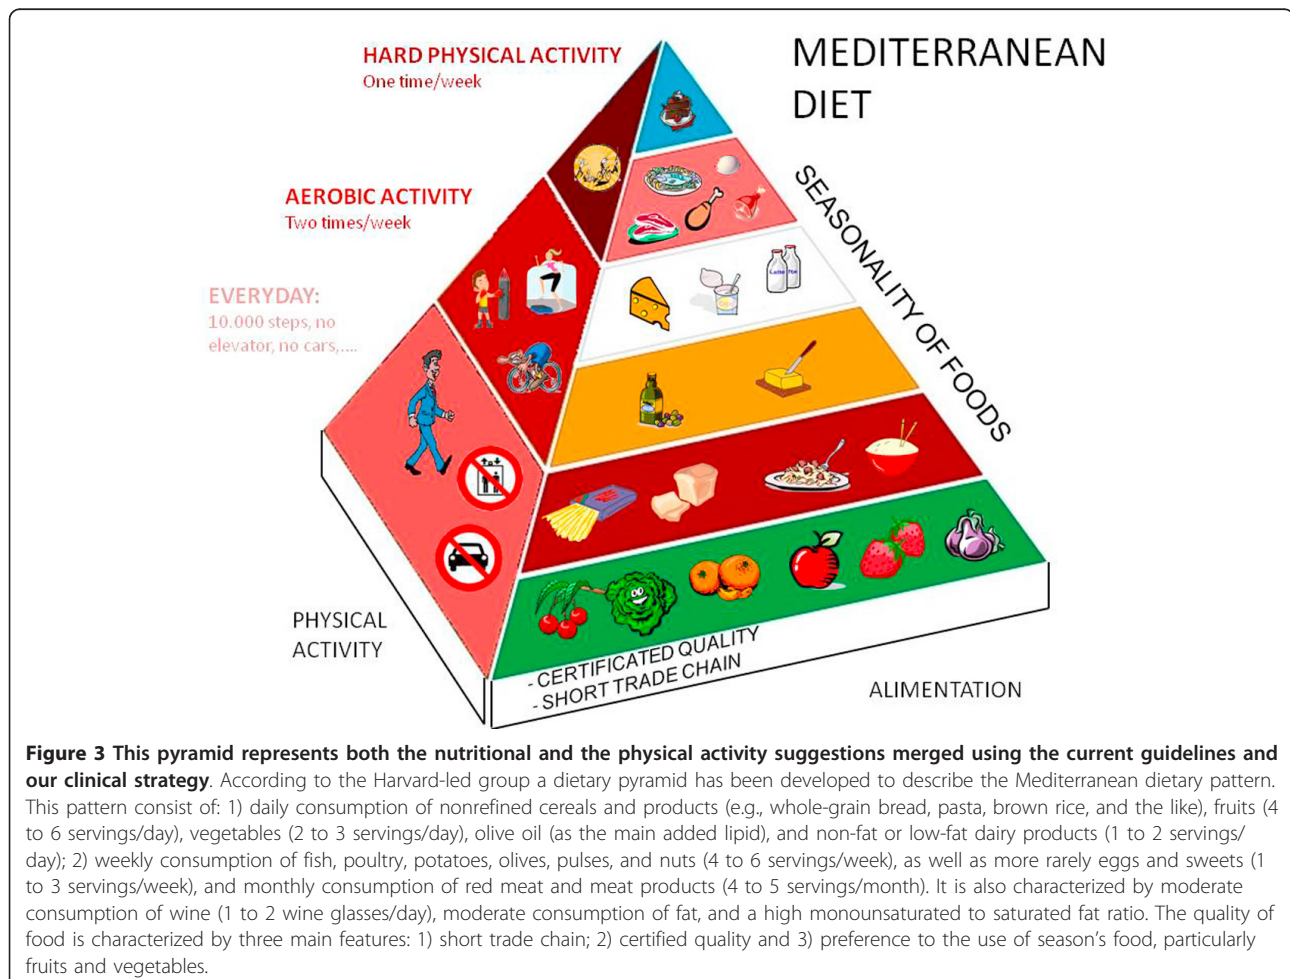 HARD PHYSICAL ACTIVITY
One time/week
MEDITERRANEAN
DIET
AEROBIC ACTIVITY
Two times/week
SEASONALITY OF FOODS
EVERYDAY:
10.000 steps, no
elevator, no cars,....
PHYSICAL
ACTIVITY
- CERTIFICATED QUALITY
- SHORT TRADE CHAIN
ALIMENTATION
Figure 3 This pyramid represents both the nutritional and the physical activity suggestions merged using the current guidelines and
our clinical strategy. According to the Harvard-led group a dietary pyramid has been developed to describe the Mediterranean dietary pattern.
This pattern consist of: 1) daily consumption of nonrefined cereals and products (e.g., whole-grain bread, pasta, brown rice, and the like), fruits (4
to 6 servings/day), vegetables (2 to 3 servings/day), olive oil (as the main added lipid), and non-fat or low-fat dairy products (1 to 2 servings/
day); 2) weekly consumption of fish, poultry, potatoes, olives, pulses, and nuts (4 to 6 servings/week), as well as more rarely eggs and sweets (1
to 3 servings/week), and monthly consumption of red meat and meat products (4 to 5 servings/month). It is also characterized by moderate
consumption of wine (1 to 2 wine glasses/day), moderate consumption of fat, and a high monounsaturated to saturated fat ratio. The quality of
food is characterized by three main features: 1) short trade chain; 2) certified quality and 3) preference to the use of season's food, particularly
fruits and vegetables.